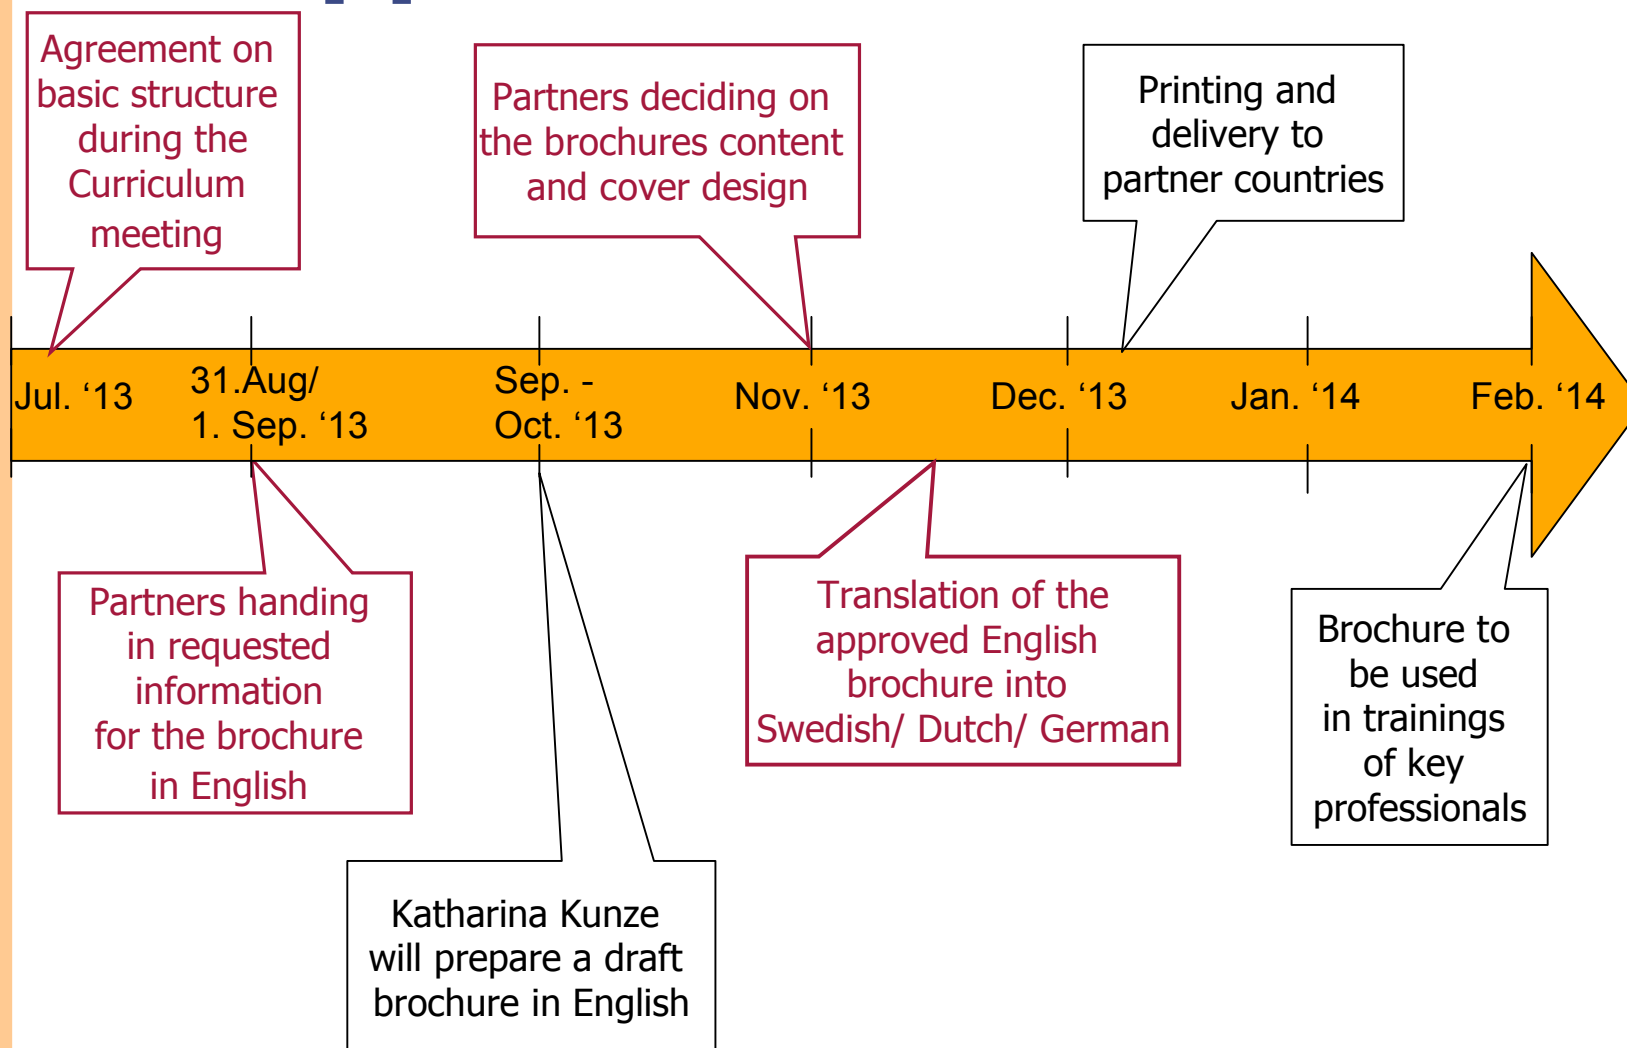 Agreement on
basic structure
during the
Curriculum
meeting
Partners deciding on
the brochures content
and cover design
Printing and
delivery to
partner countries
Jul. ‘13
31.Aug/
1. Sep. ‘13
Sep. -
Oct. ‘13
Nov. ‘13
Dec. ‘13
Jan. ‘14
Feb. ‘14
Partners handing
in requested
information
for the brochure
in English
Katharina Kunze
will prepare a draft
brochure in English
Translation of the
approved English
brochure into
Swedish/ Dutch/ German
Brochure to
be used
in trainings
of key
professionals